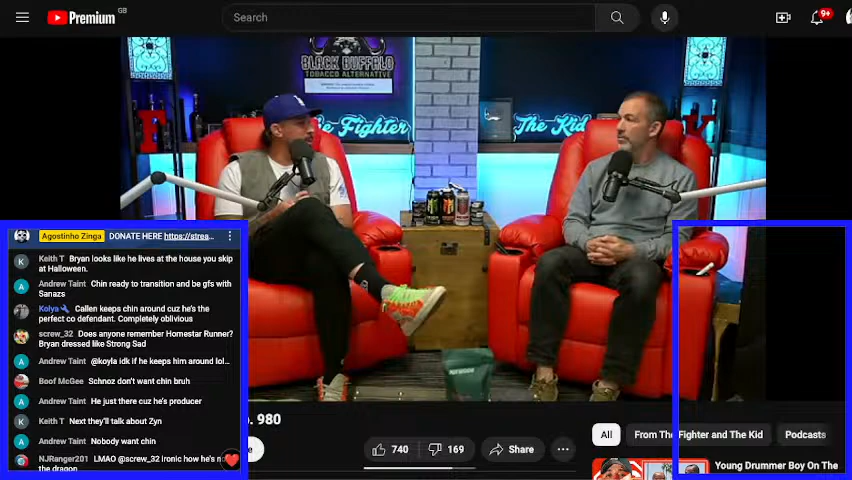 Premium GB
Search
9+
BLACK BUFFALO
TOBACCO ALTERNATIVE
The Fighter
The Kid
Agostinho Zinga DONATE HERE https://strea...
Keith T Bryan looks like he lives at the house you skip
at Halloween.
Andrew Taint Chin ready to transition and be gfs with
Sanazs
Kolya Callen keeps chin around cuz he's the
perfect co defendant. Completely oblivious
screw_32 Does anyone remember Homestar Runner?
Bryan dressed like Strong Sad
Andrew Taint @koyla idk if he keeps him around lol...
Boof McGee Schnoz don't want chin bruh
Andrew Taint He just there cuz he's producer
Keith T Next they'll talk about Zyn
Andrew Taint Nobody want chin
NJRanger201 LMAO @screw_32 ironic how he's
the dragon
. 980
740
169
Share
All
From The Fighter and The Kid
Podcasts
Young Drummer Boy On The